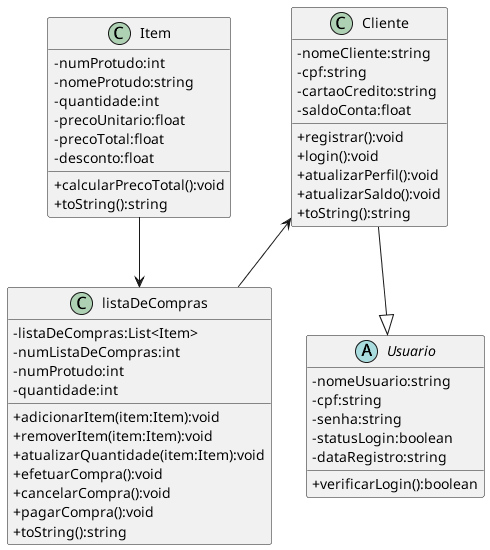 C Item
-numProtudo:int
-nomeProtudo:string
-quantidade:int
-precoUnitario:float
-precoTotal:float
-desconto:float
+calcularPrecoTotal():void
+toString():string
C Cliente
-nomeCliente:string
-cpf:string
-cartaoCredito:string
-saldoConta:float
+registrar():void
+login():void
+atualizarPerfil():void
+atualizarSaldo():void
+toString():string
C listaDeCompras
-listaDeCompras:List<Item>
-numListaDeCompras:int
-numProtudo:int
-quantidade:int
+adicionarItem(item:Item):void
+removerItem(item:Item):void
+atualizarQuantidade(item:Item):void
+efetuarCompra():void
+cancelarCompra():void
+pagarCompra():void
+toString():string
A Usuario
-nomeUsuario:string
-cpf:string
-senha:string
-statusLogin:boolean
-dataRegistro:string
+verificarLogin():boolean